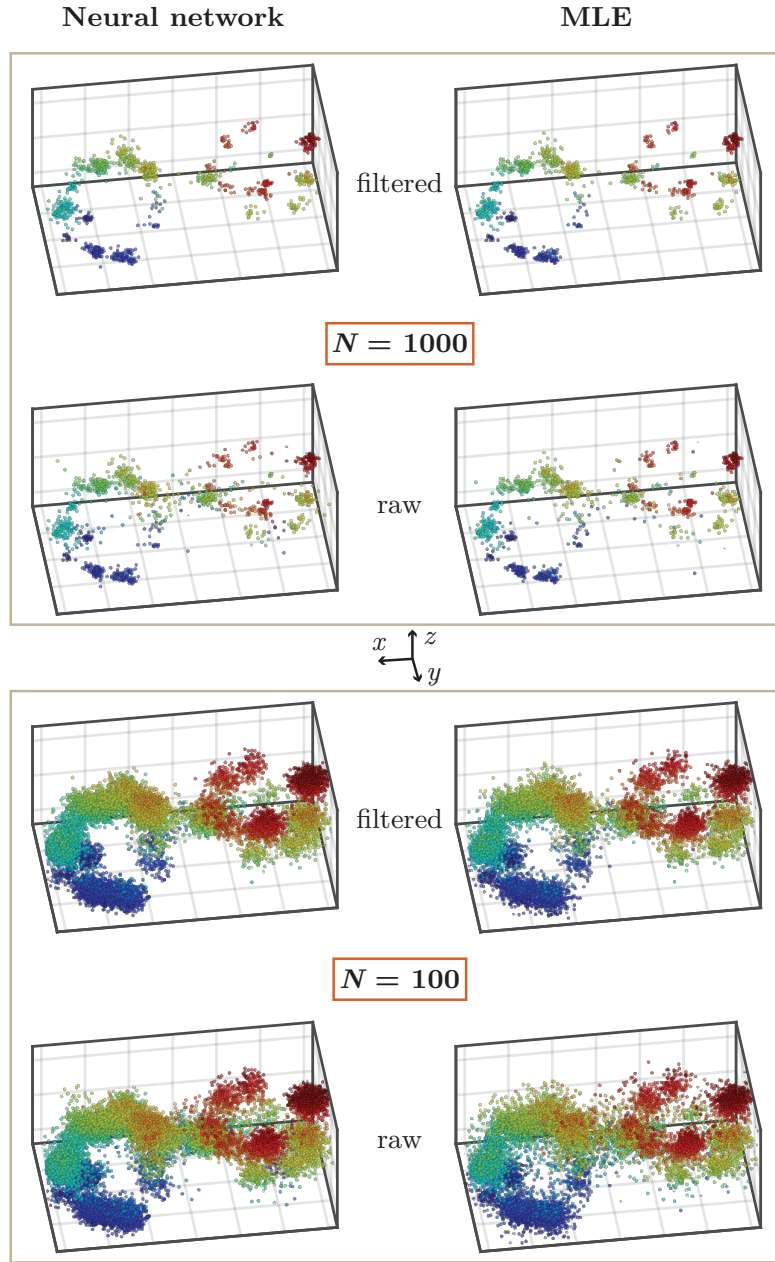 Neural network MLE
filtered
N = 1000
raw
x z
y
filtered
N = 100
raw